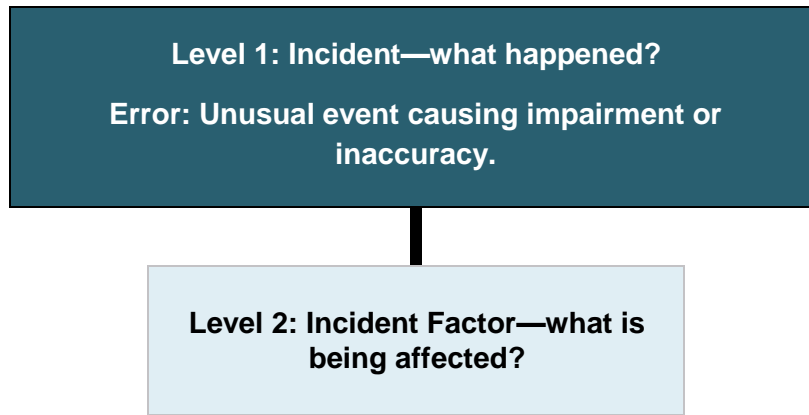 Level 1: Incident—what happened?
Error: Unusual event causing impairment or
inaccuracy.
Level 2: Incident Factor—what is
being affected?